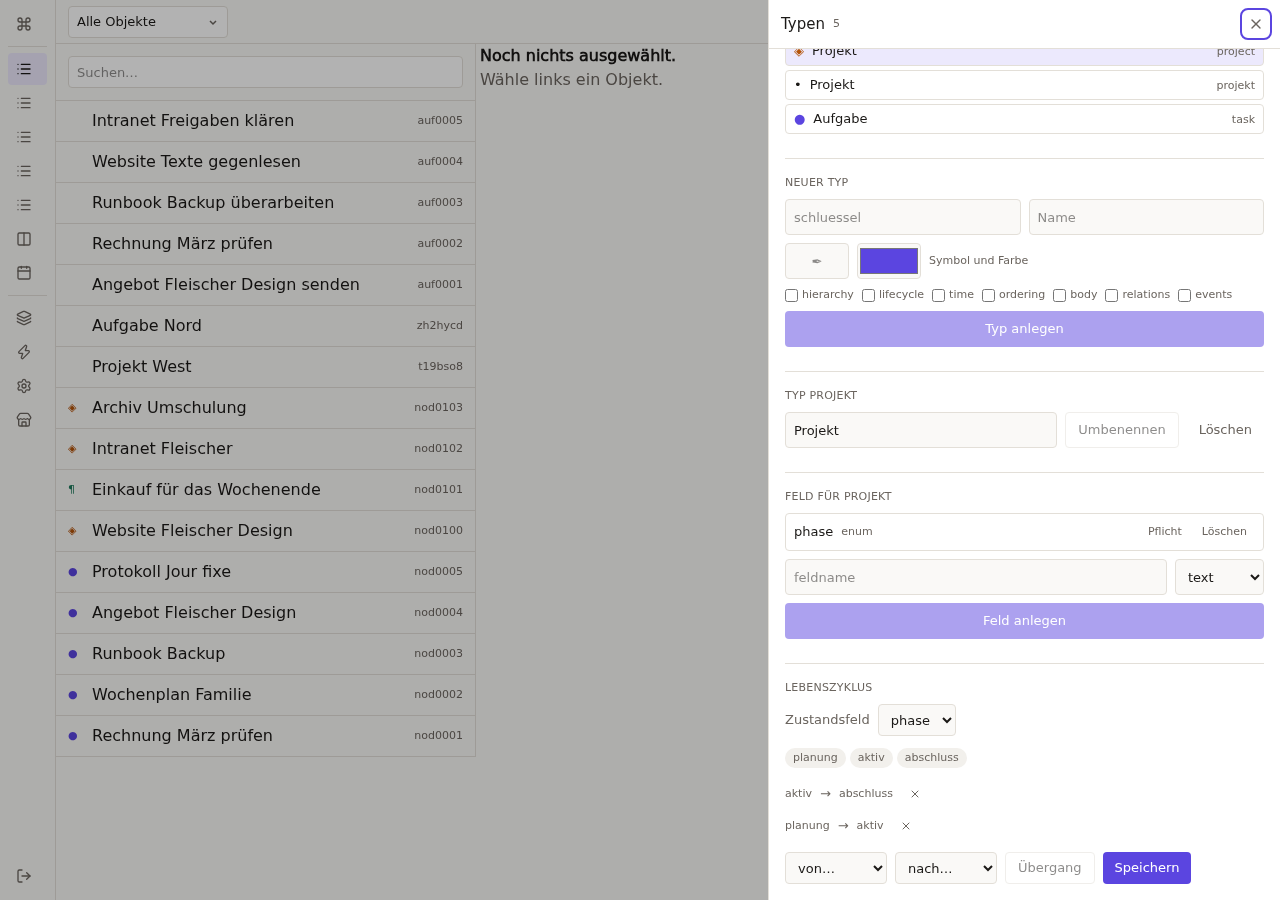 Alle Objekte
Suchen…
Intranet Freigaben klären auf0005
Website Texte gegenlesen auf0004
Runbook Backup überarbeiten auf0003
Rechnung März prüfen auf0002
Angebot Fleischer Design senden auf0001
Aufgabe Nord zh2hycd
Projekt West t19bso8
Archiv Umschulung nod0103
Intranet Fleischer nod0102
¶ Einkauf für das Wochenende nod0101
Website Fleischer Design nod0100
Protokoll Jour fixe nod0005
Angebot Fleischer Design nod0004
Runbook Backup nod0003
Wochenplan Familie nod0002
Rechnung März prüfen nod0001
Noch nichts ausgewählt.
Wähle links ein Objekt.
Typen 5
Projekt project
Projekt projekt
Aufgabe task
NEUER TYP
schluessel Name
Symbol und Farbe
hierarchy lifecycle time ordering body relations events
Typ anlegen
TYP PROJEKT
Projekt Umbenennen Löschen
FELD FÜR PROJEKT
phase enum Pflicht Löschen
feldname text
Feld anlegen
LEBENSZYKLUS
Zustandsfeld phase
planung aktiv abschluss
aktiv → abschluss ×
planung → aktiv ×
von… nach… Übergang Speichern